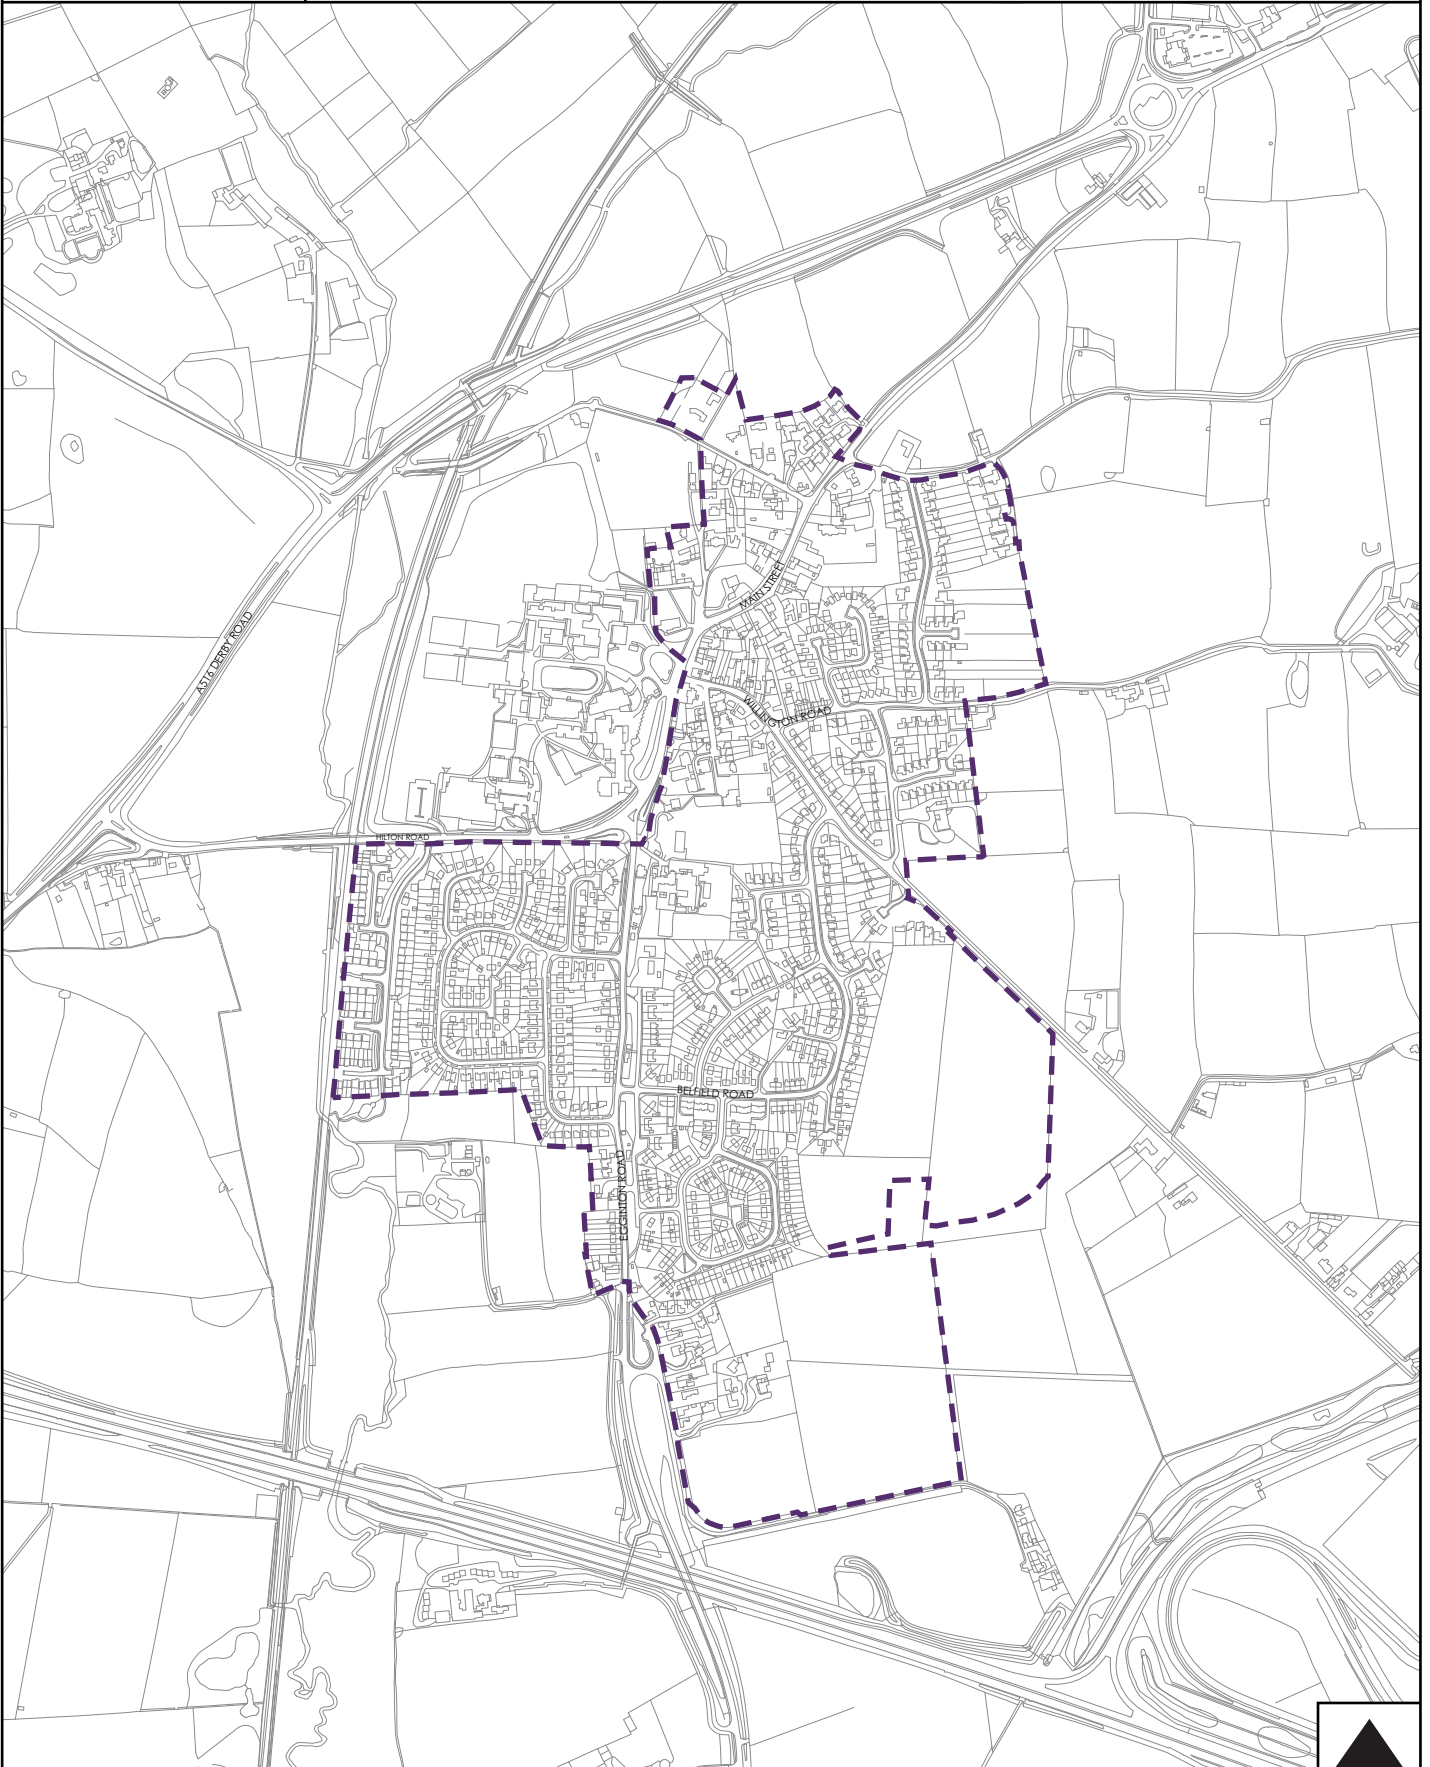 MAIN STREET
A516 DERBY ROAD
WILLINGTON ROAD
HILTON ROAD
BELFIELD ROAD
EGGINTON ROAD